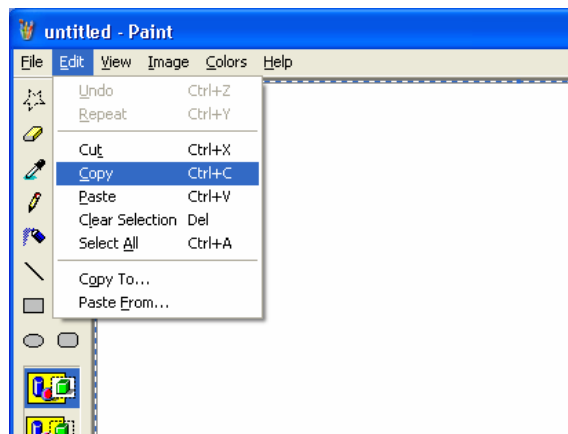 untitled - Paint
File Edit View Image Colors Help
Undo Ctrl+Z
Repeat Ctrl+Y
Cut Ctrl+X
Copy Ctrl+C
Paste Ctrl+V
Clear Selection Del
Select All Ctrl+A
Copy To...
Paste From...